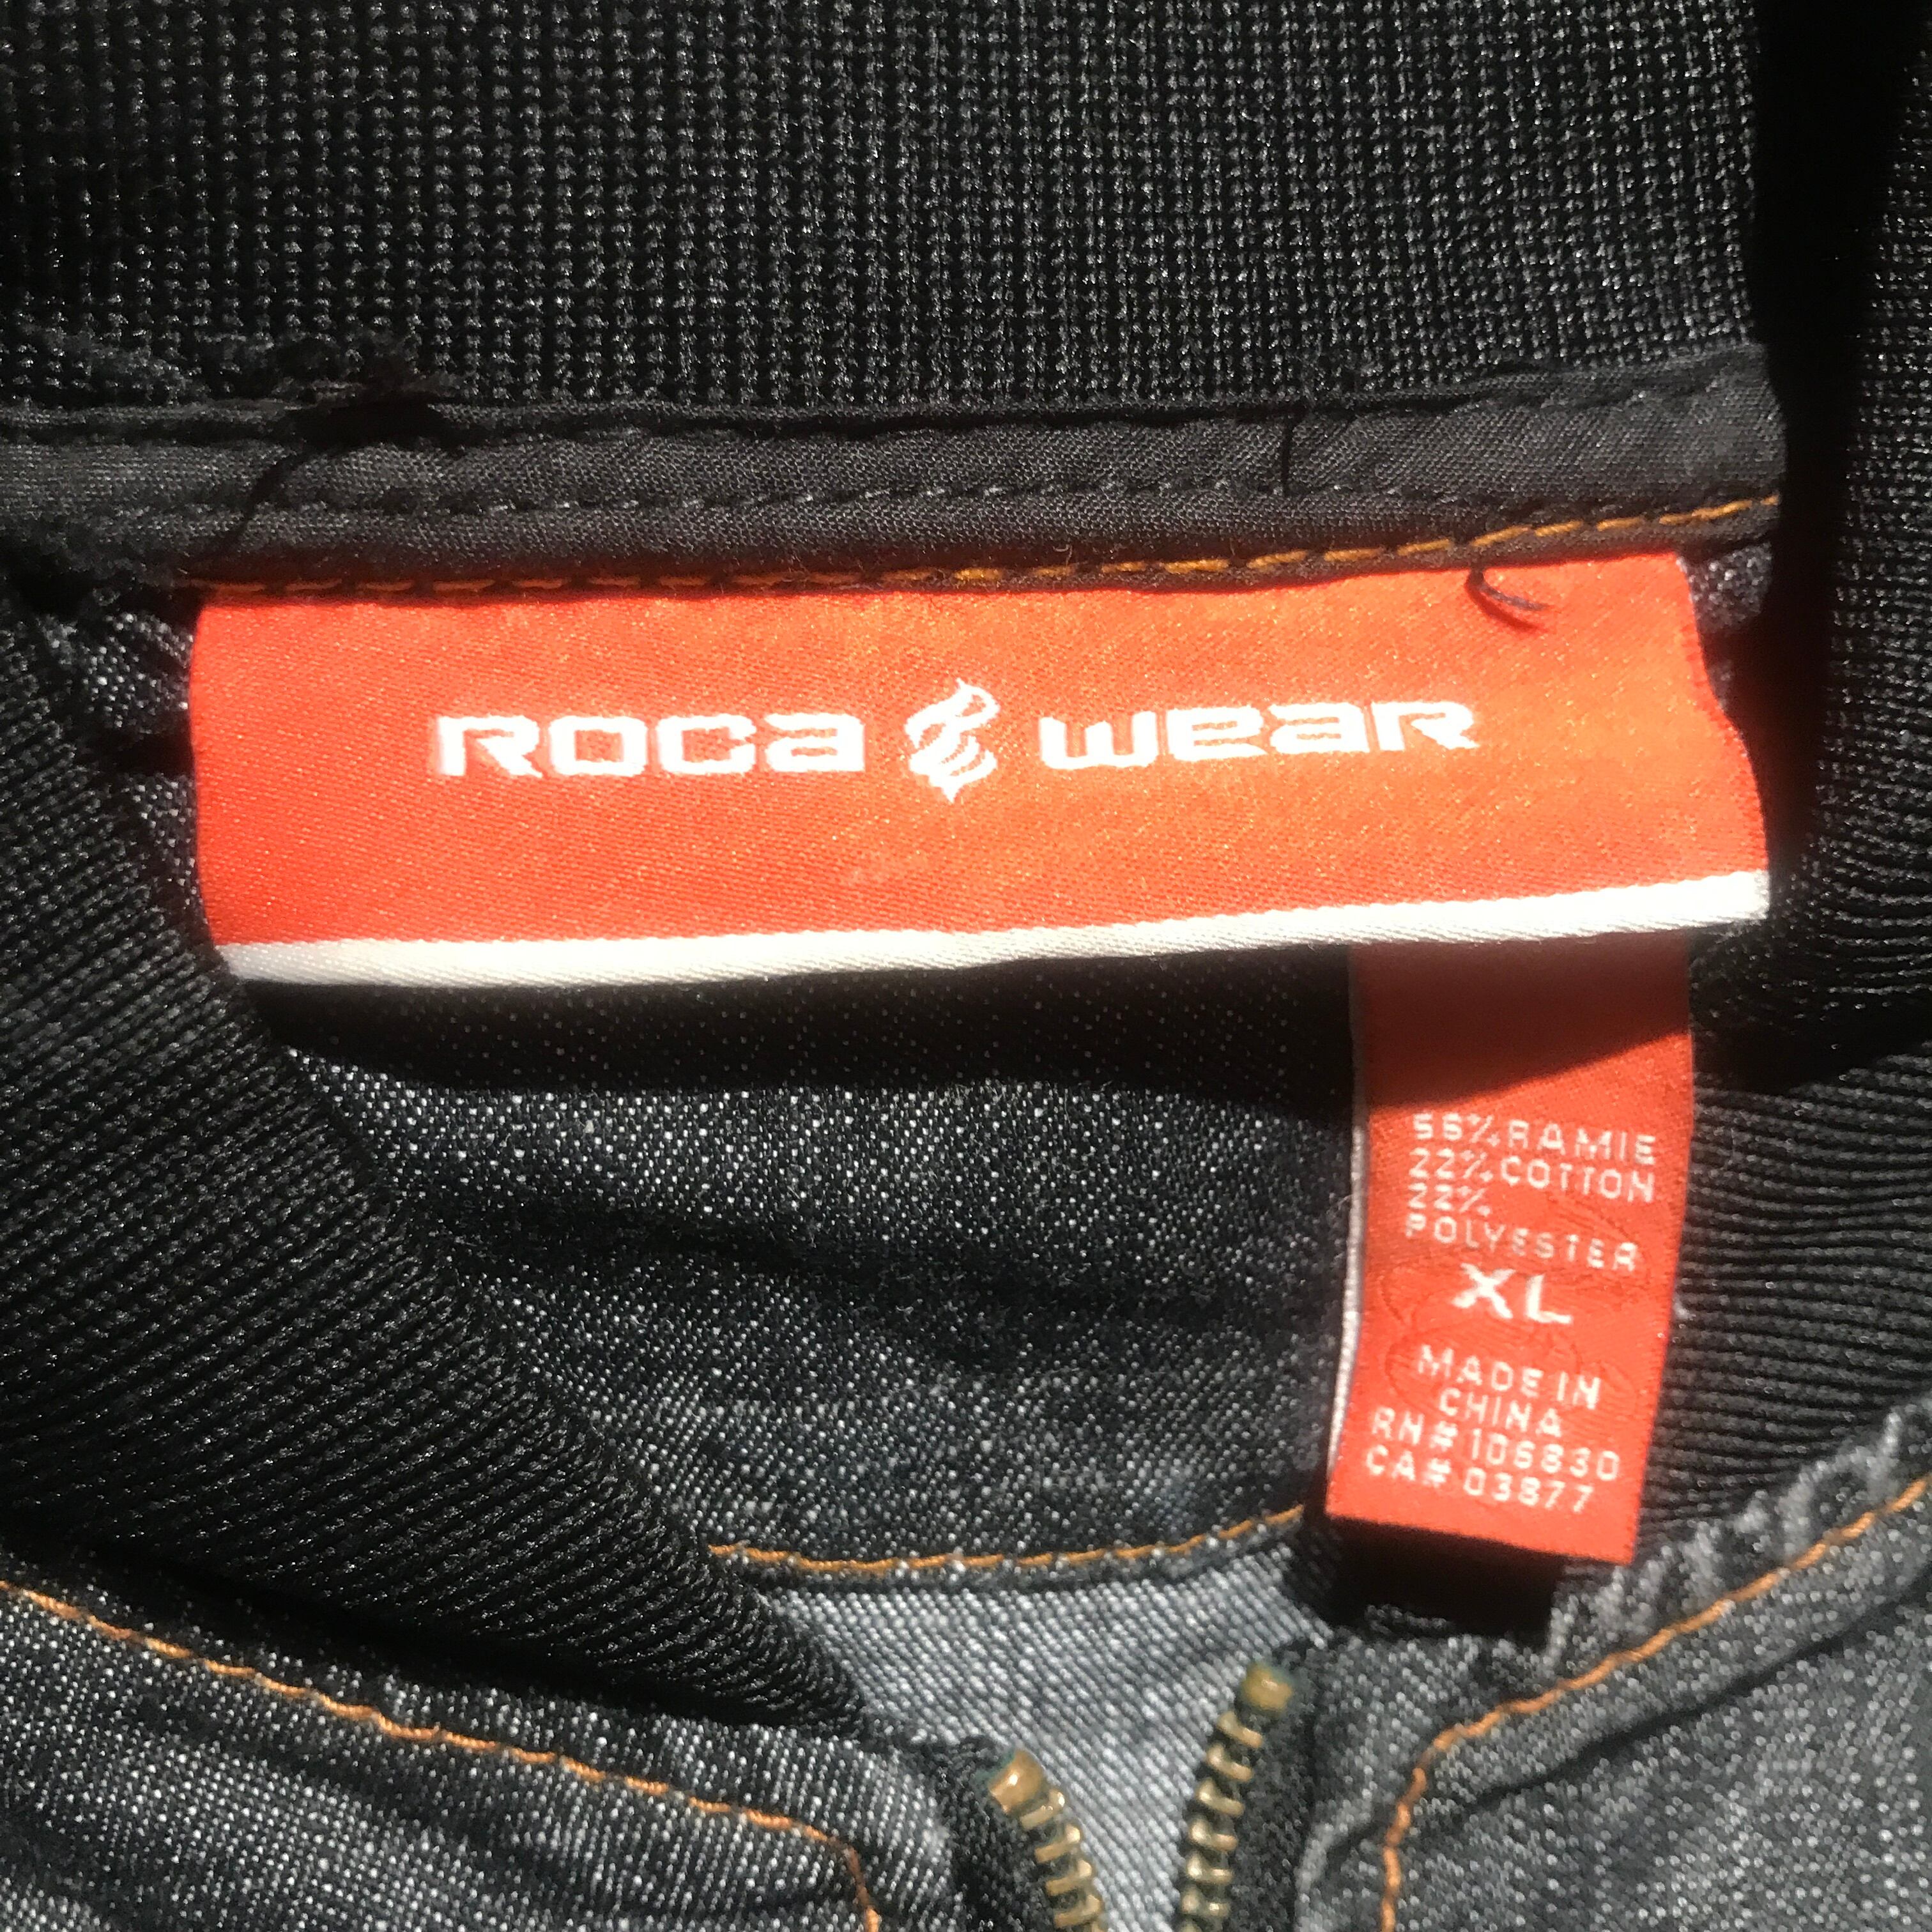 ROCA WEAR
56% RAMIE
22% COTTON
22%
POLYESTER
XL
MADE IN
CHINA
RN# 106830
CA# 03877